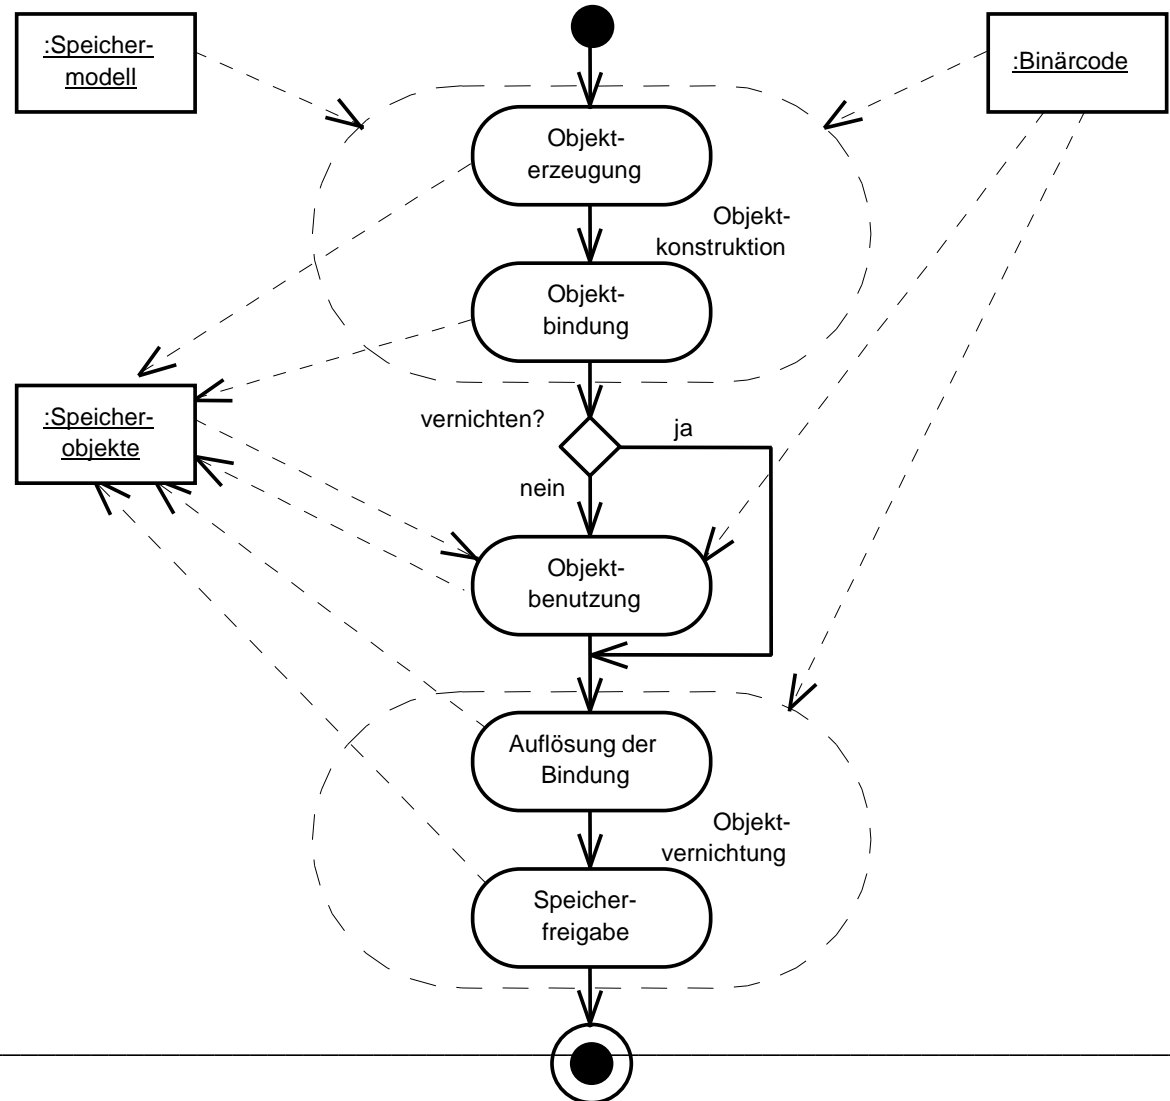 :Speicher-
modell
:Binärcode
Objekt-
erzeugung
Objekt-
konstruktion
Objekt-
bindung
:Speicher-
objekte
vernichten?
ja
nein
Objekt-
benutzung
Auflösung der
Bindung
Objekt-
vernichtung
Speicher-
freigabe